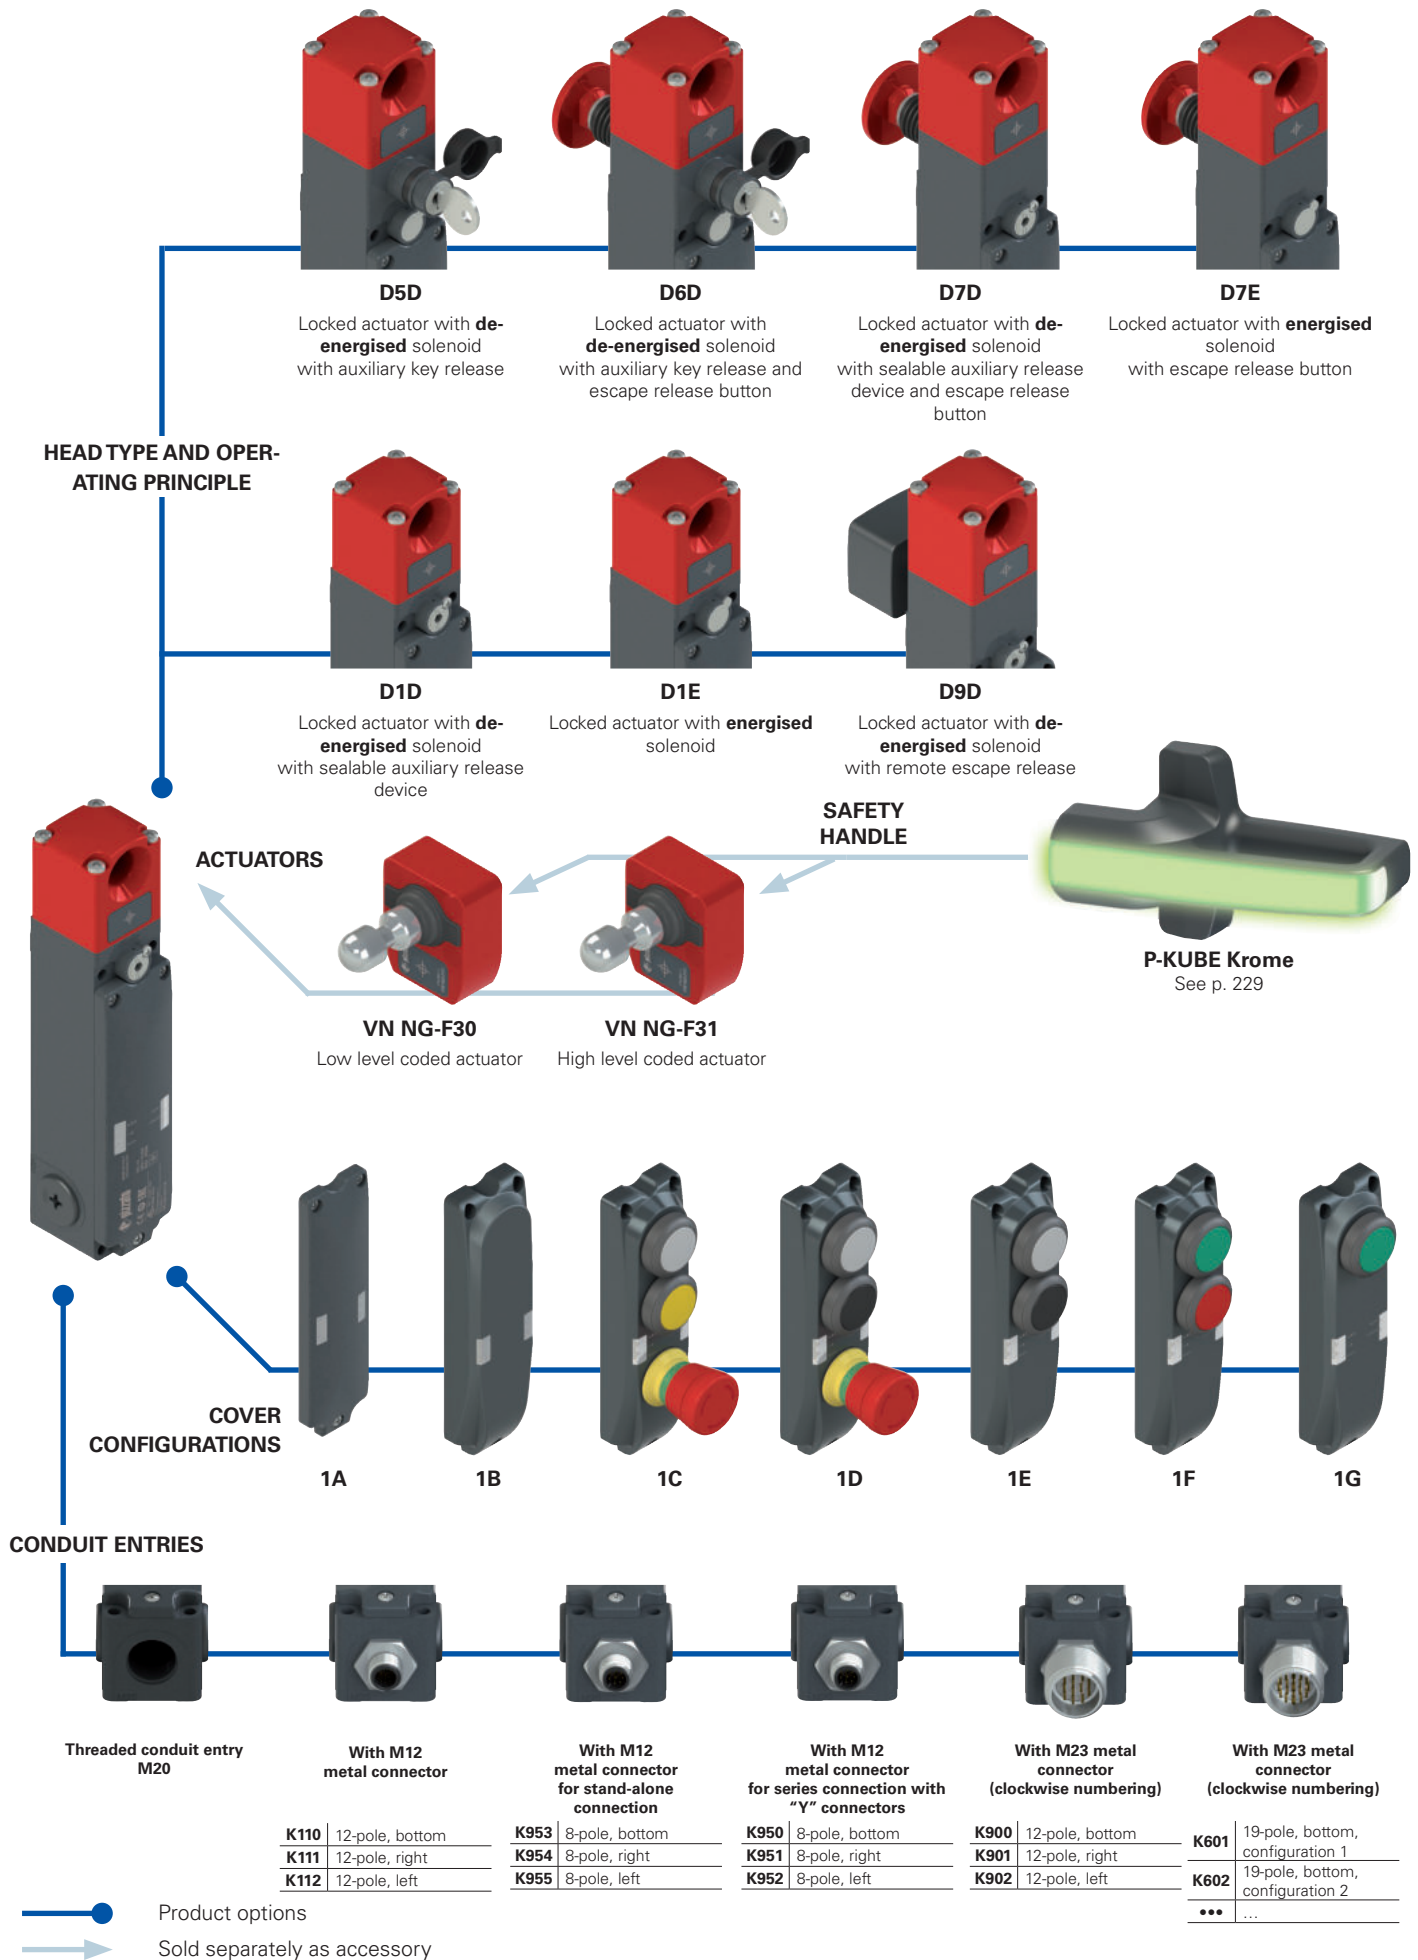 D5D
Locked actuator with de-
energised solenoid
with auxiliary key release
D6D
Locked actuator with
de-energised solenoid
with auxiliary key release and
escape release button
D7D
Locked actuator with de-
energised solenoid
with sealable auxiliary release
device and escape release
button
D7E
Locked actuator with energised
solenoid
with escape release button
HEAD TYPE AND OPER-
ATING PRINCIPLE
D1D
Locked actuator with de-
energised solenoid
with sealable auxiliary release
device
D1E
Locked actuator with energised
solenoid
D9D
Locked actuator with de-
energised solenoid
with remote escape release
SAFETY
HANDLE
ACTUATORS
P-KUBE Krome
See p. 229
VN NG-F30
Low level coded actuator
VN NG-F31
High level coded actuator
pizzato
COVER
CONFIGURATIONS
1A
1B
1C
1D
1E
1F
1G
CONDUIT ENTRIES
Threaded conduit entry
M20
With M12
metal connector
K110 12-pole, bottom
K111 12-pole, right
K112 12-pole, left
With M12
metal connector
for stand-alone
connection
K953 8-pole, bottom
K954 8-pole, right
K955 8-pole, left
With M12
metal connector
for series connection with
“Y” connectors
K950 8-pole, bottom
K951 8-pole, right
K952 8-pole, left
With M23 metal
connector
(clockwise numbering)
K900 12-pole, bottom
K901 12-pole, right
K902 12-pole, left
With M23 metal
connector
(clockwise numbering)
K601 19-pole, bottom,
configuration 1
K602 19-pole, bottom,
configuration 2
••• ...
Product options
Sold separately as accessory